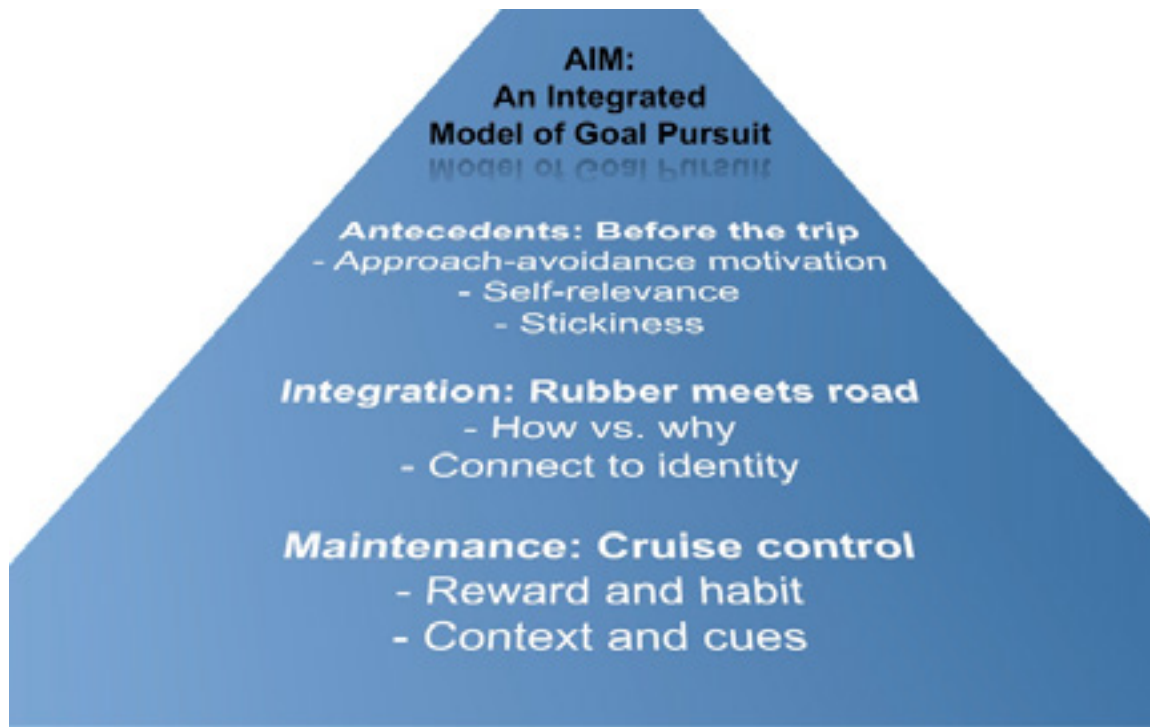 AIM:
An Integrated
Model of Goal Pursuit
Antecedents: Before the trip
- Approach-avoidance motivation
- Self-relevance
- Stickiness
Integration: Rubber meets road
- How vs. why
- Connect to identity
Maintenance: Cruise control
- Reward and habit
- Context and cues